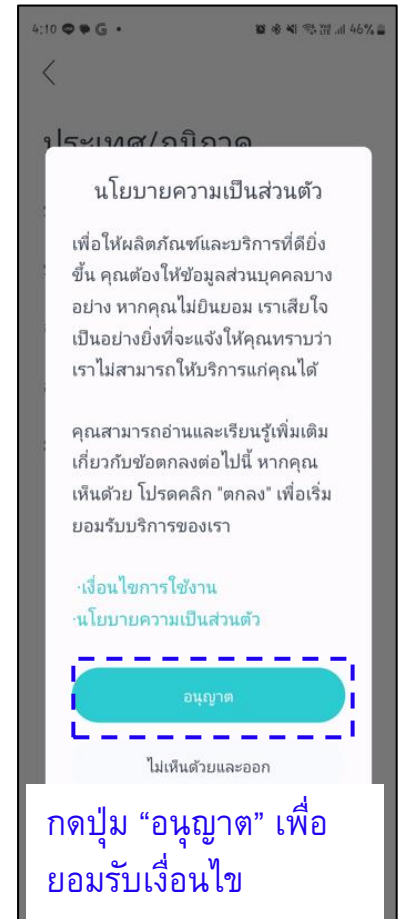 4:10 G
46%
ประเทศ/ภูมิภาค
นโยบายความเป็นส่วนตัว
เพื่อให้ผลิตภัณฑ์และบริการที่ดียิ่ง
ขึ้น คุณต้องให้ข้อมูลส่วนบุคคลบาง
อย่าง หากคุณไม่ยินยอม เราเสียใจ
เป็นอย่างยิ่งที่จะแจ้งให้คุณทราบว่า
เราไม่สามารถให้บริการแก่คุณได้
คุณสามารถอ่านและเรียนรู้เพิ่มเติม
เกี่ยวกับข้อตกลงต่อไปนี้ หากคุณ
เห็นด้วย โปรดคลิก "ตกลง" เพื่อเริ่ม
ยอมรับบริการของเรา
·เงื่อนไขการใช้งาน
·นโยบายความเป็นส่วนตัว
อนุญาต
ไม่เห็นด้วยและออก
กดปุ่ม “อนุญาต” เพื่อ
ยอมรับเงื่อนไข